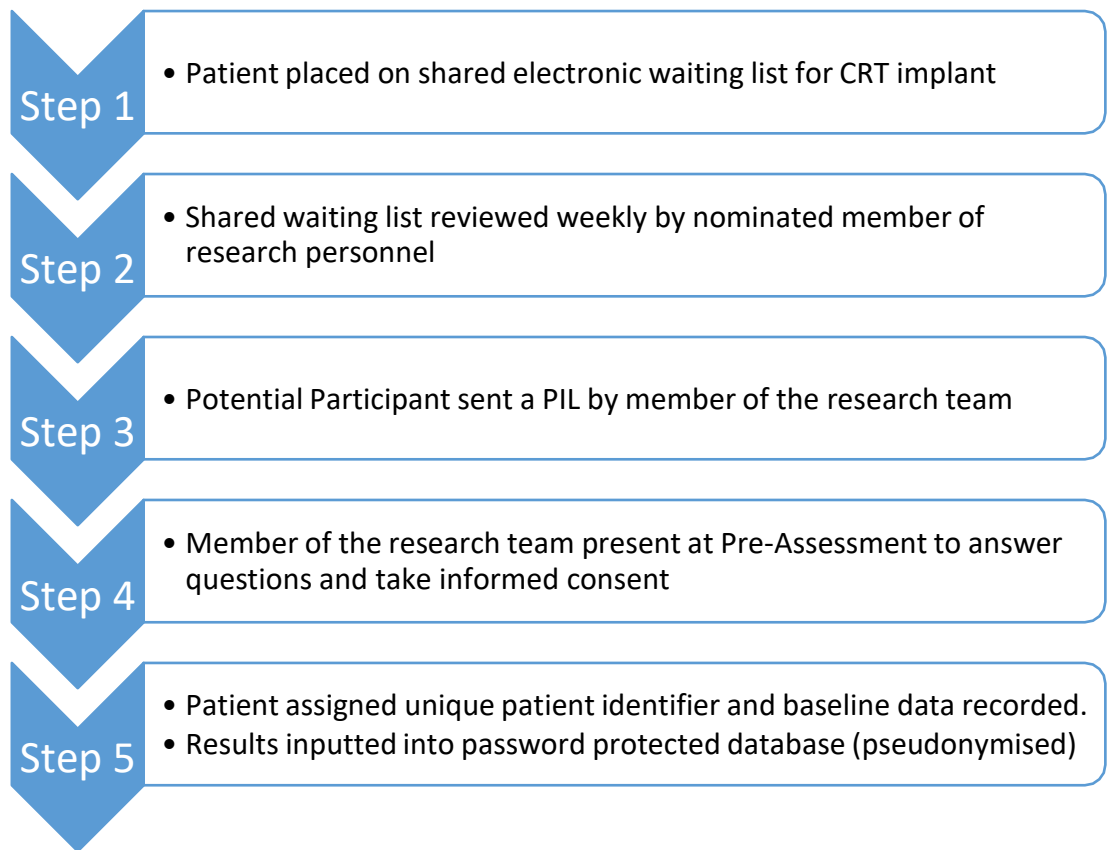 Step 1
• Patient placed on shared electronic waiting list for CRT implant
Step 2
• Shared waiting list reviewed weekly by nominated member of
research personnel
Step 3
• Potential Participant sent a PIL by member of the research team
Step 4
• Member of the research team present at Pre-Assessment to answer
questions and take informed consent
Step 5
• Patient assigned unique patient identifier and baseline data recorded.
• Results inputted into password protected database (pseudonymised)